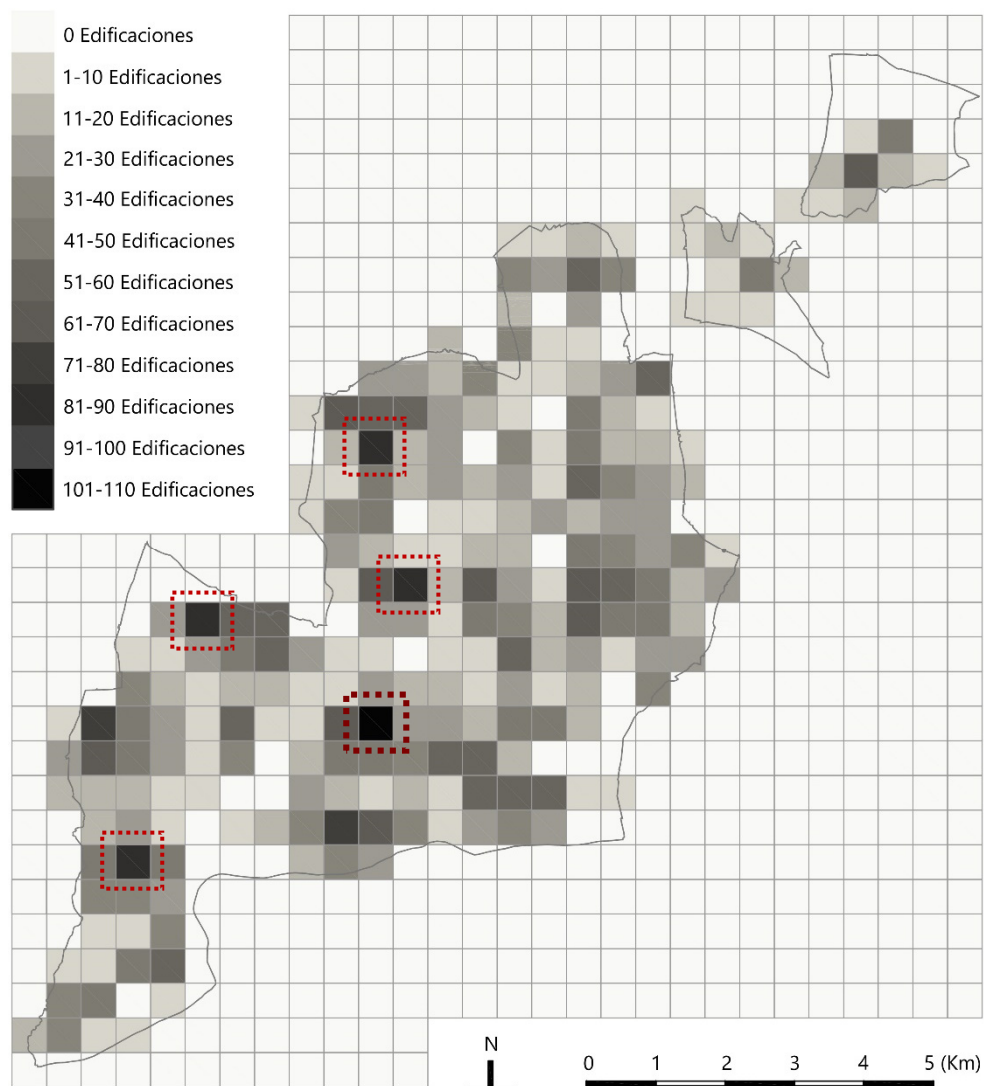 0 Edificaciones
1-10 Edificaciones
11-20 Edificaciones
21-30 Edificaciones
31-40 Edificaciones
41-50 Edificaciones
51-60 Edificaciones
61-70 Edificaciones
71-80 Edificaciones
81-90 Edificaciones
91-100 Edificaciones
101-110 Edificaciones
N
0 1 2 3 4 5 (Km)